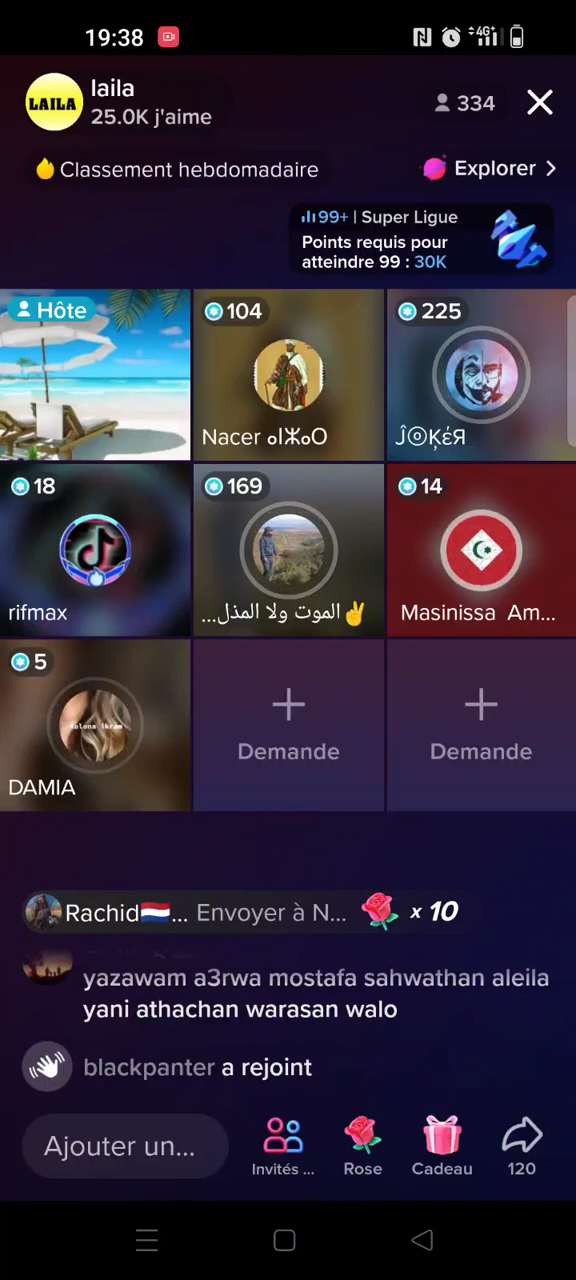 19:38
4G+
LAILA
laila
25.0K j'aime
334
Classement hebdomadaire
Explorer
99+ | Super Ligue
Points requis pour
atteindre 99 : 30K
Hôte
104
Nacer ⴰⵏⵣⴰⵔ
225
ĴⓄĶέЯ
18
rifmax
169
الموت ولا المذل...✌️
14
Masinissa Am...
5
DAMIA
Demande
Demande
Rachid🇳🇱... Envoyer à N... x 10
yazawam a3rwa mostafa sahwathan aleila
yani athachan warasan walo
blackpanter a rejoint
Ajouter un...
Invités ...
Rose
Cadeau
120